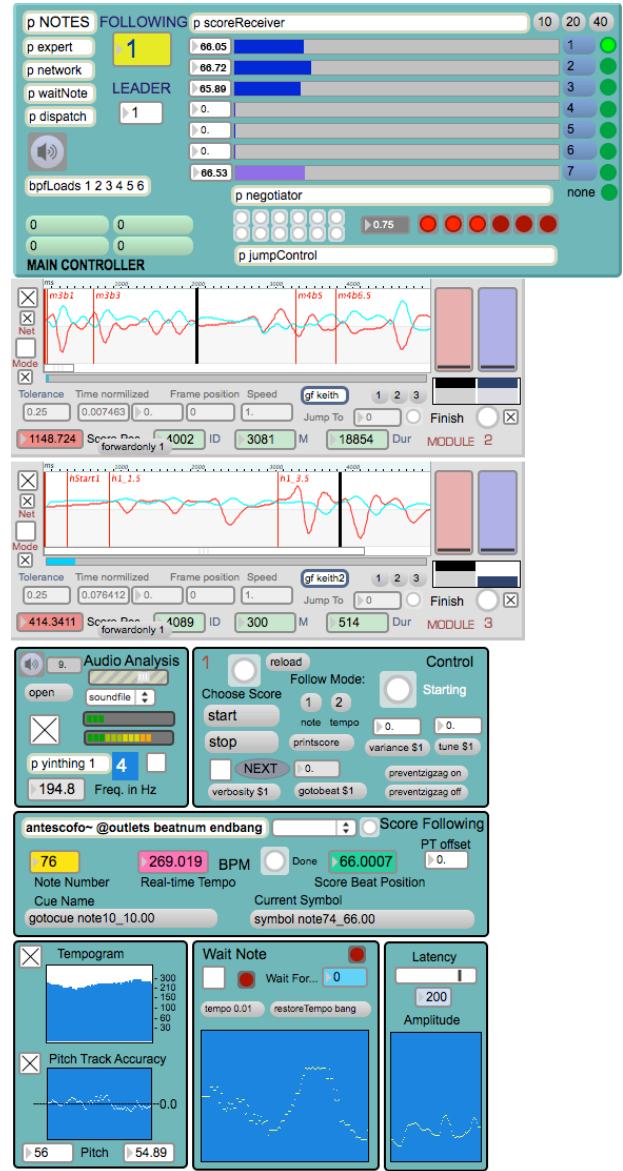 p NOTES FOLLOWING p scoreReceiver 10 20 40
p expert 1 66.05 1
p network 66.72 2
p waitNote LEADER 65.89 3
p dispatch 1 0. 4
0. 5
0. 6
66.53 7
bpfLoads 1 2 3 4 5 6
p negotiator none
0 0 0.75
0 0
MAIN CONTROLLER p jumpControl
ms 2000 4000
m3b1 m3b3 m4b5 m4b6.5
Net
Mode
Tolerance Time normilized Frame position Speed gf keith 1 2 3
0.25 0.007463 0. 0 1. Jump To 0 Finish
1148.724 4002 ID 3081 M 18854 Dur MODULE 2
forwardonly 1
ms 2000 4000
hStart1 h1_1.5 h1_3.5
Net
Mode
Tolerance Time normilized Frame position Speed gf keith2 1 2 3
0.25 0.076412 0. 0 1. Jump To 0 Finish
414.3411 4089 ID 300 M 514 Dur MODULE 3
forwardonly 1
9. Audio Analysis
open soundfile
p yinthing 1 4
194.8 Freq. in Hz
1 reload Control
Choose Score Follow Mode: Starting
start 1 2
note tempo 0. 0.
stop printscore variance $1 tune $1
NEXT 0. preventzigzag on
verbosity $1 gotobeat $1 preventzigzag off
antescofo~ @outlets beatnum endbang Score Following
PT offset
76 269.019 BPM Done 66.0007 0.
Note Number Real-time Tempo Score Beat Position
Cue Name Current Symbol
gotocue note10_10.00 symbol note74_66.00
Tempogram
300
210
150
100
60
30
Pitch Track Accuracy
0.0
56 Pitch 54.89
Wait Note
Wait For... 0
tempo 0.01 restoreTempo bang
Latency
200
Amplitude